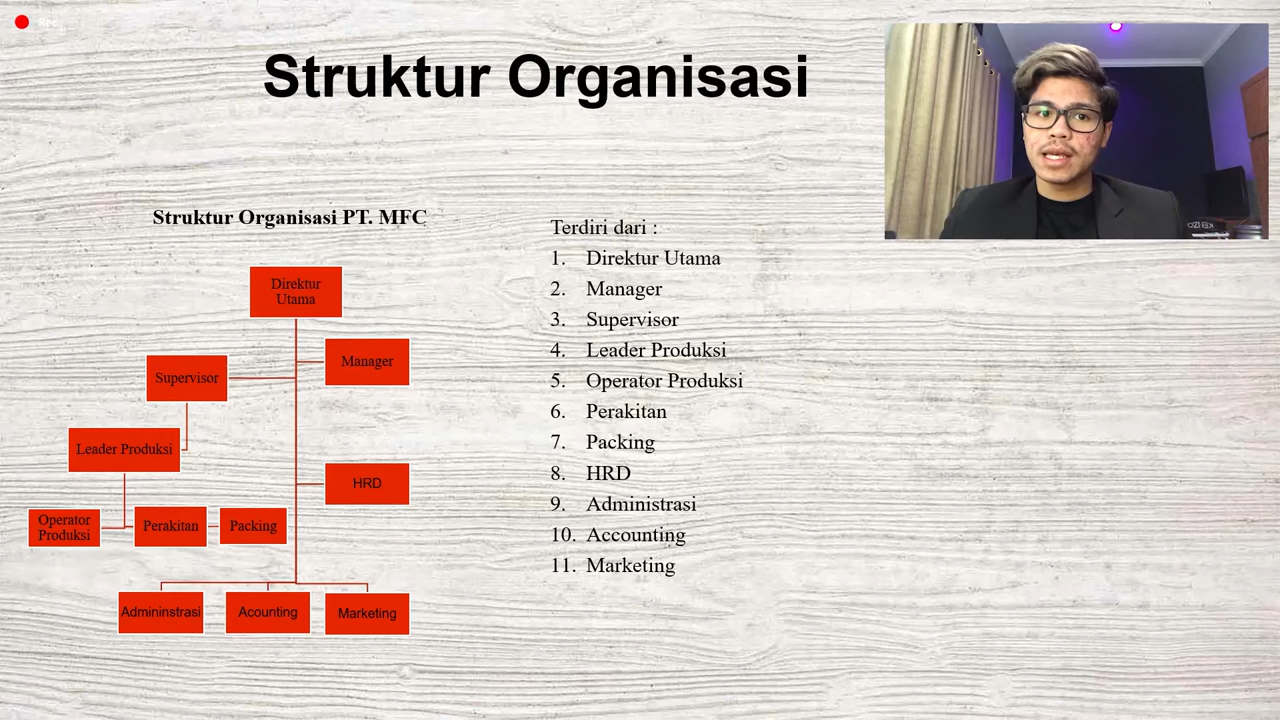 Rec
Struktur Organisasi
Struktur Organisasi PT. MFC
Direktur
Utama
Manager
Supervisor
Leader Produksi
HRD
Operator
Produksi
Perakitan
Packing
Admininstrasi
Acounting
Marketing
Terdiri dari :
1. Direktur Utama
2. Manager
3. Supervisor
4. Leader Produksi
5. Operator Produksi
6. Perakitan
7. Packing
8. HRD
9. Administrasi
10. Accounting
11. Marketing